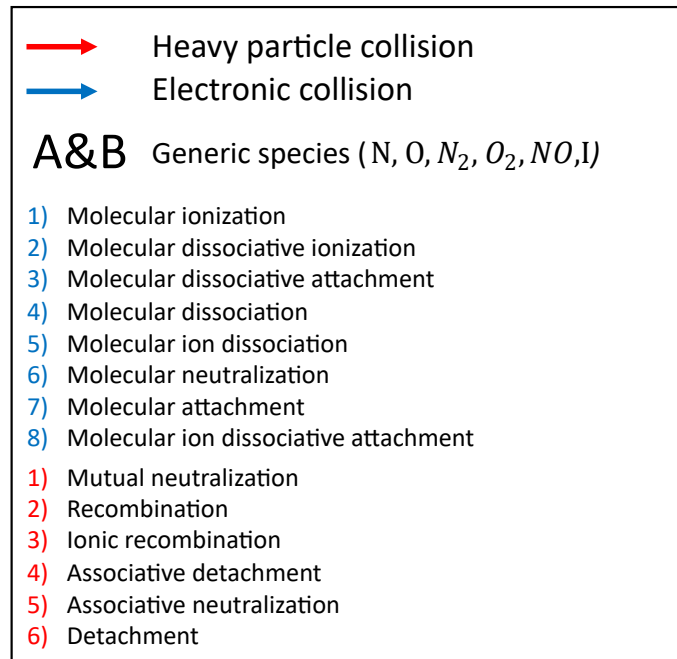 Heavy particle collision
Electronic collision
A&B Generic species ( N, O, N₂, O₂, NO,I)
1) Molecular ionization
2) Molecular dissociative ionization
3) Molecular dissociative attachment
4) Molecular dissociation
5) Molecular ion dissociation
6) Molecular neutralization
7) Molecular attachment
8) Molecular ion dissociative attachment
1) Mutual neutralization
2) Recombination
3) Ionic recombination
4) Associative detachment
5) Associative neutralization
6) Detachment